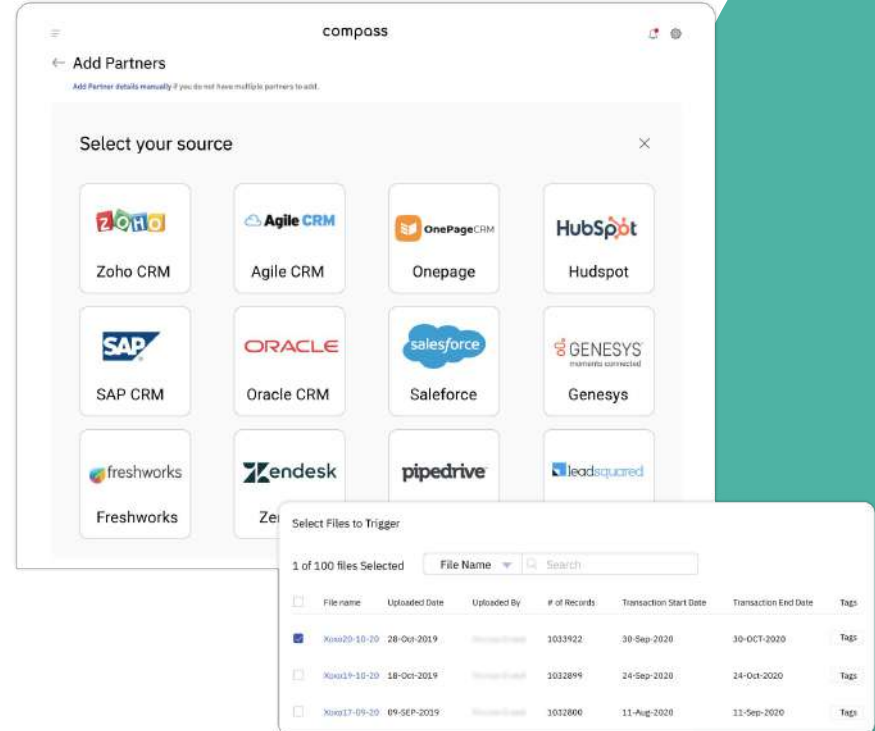 compass
Add Partners
Add Partner details manually if you do not have multiple partners to add.
Select your source
ZOHO
Agile CRM
OnePageCRM
HubSpot
Zoho CRM
Agile CRM
Onepage
Hudspot
SAP
ORACLE
salesforce
GENESYS
moments connected
SAP CRM
Oracle CRM
Saleforce
Genesys
freshworks
Zendesk
pipedrive
leadsquared
Freshworks
Select Files to Trigger
1 of 100 files Selected
File Name
Search
File name Uploaded Date Uploaded By # of Records Transaction Start Date Transaction End Date Tags
Xoxo20-10-20 28-Oct-2019 1033922 30-Sep-2020 30-OCT-2020 Tags
Xoxo19-10-20 18-Oct-2019 1032899 24-Sep-2020 24-Oct-2020 Tags
Xoxo17-09-20 09-SEP-2019 1032800 11-Aug-2020 11-Sep-2020 Tags